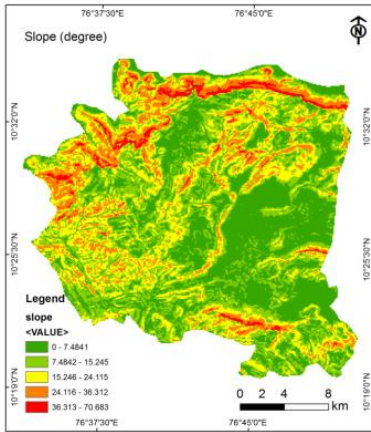 76°37'30"E 76°45'0"E
Slope (degree)
N
10°32'0"N 10°32'0"N
10°25'30"N 10°25'30"N
10°19'0"N 10°19'0"N
Legend
slope
<VALUE>
0 - 7.4841
7.4842 - 15.245
15.246 - 24.115
24.116 - 36.312
36.313 - 70.683
0 2 4 8
km
76°37'30"E 76°45'0"E